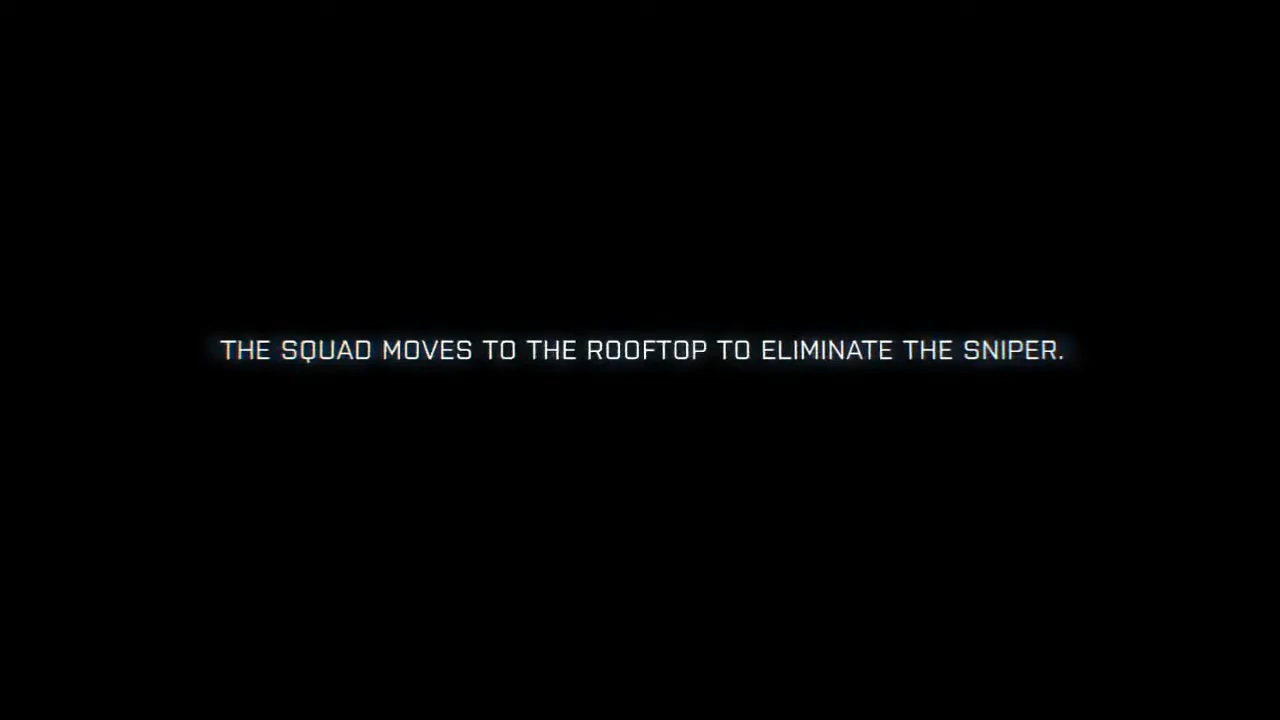 THE SQUAD MOVES TO THE ROOFTOP TO ELIMINATE THE SNIPER.